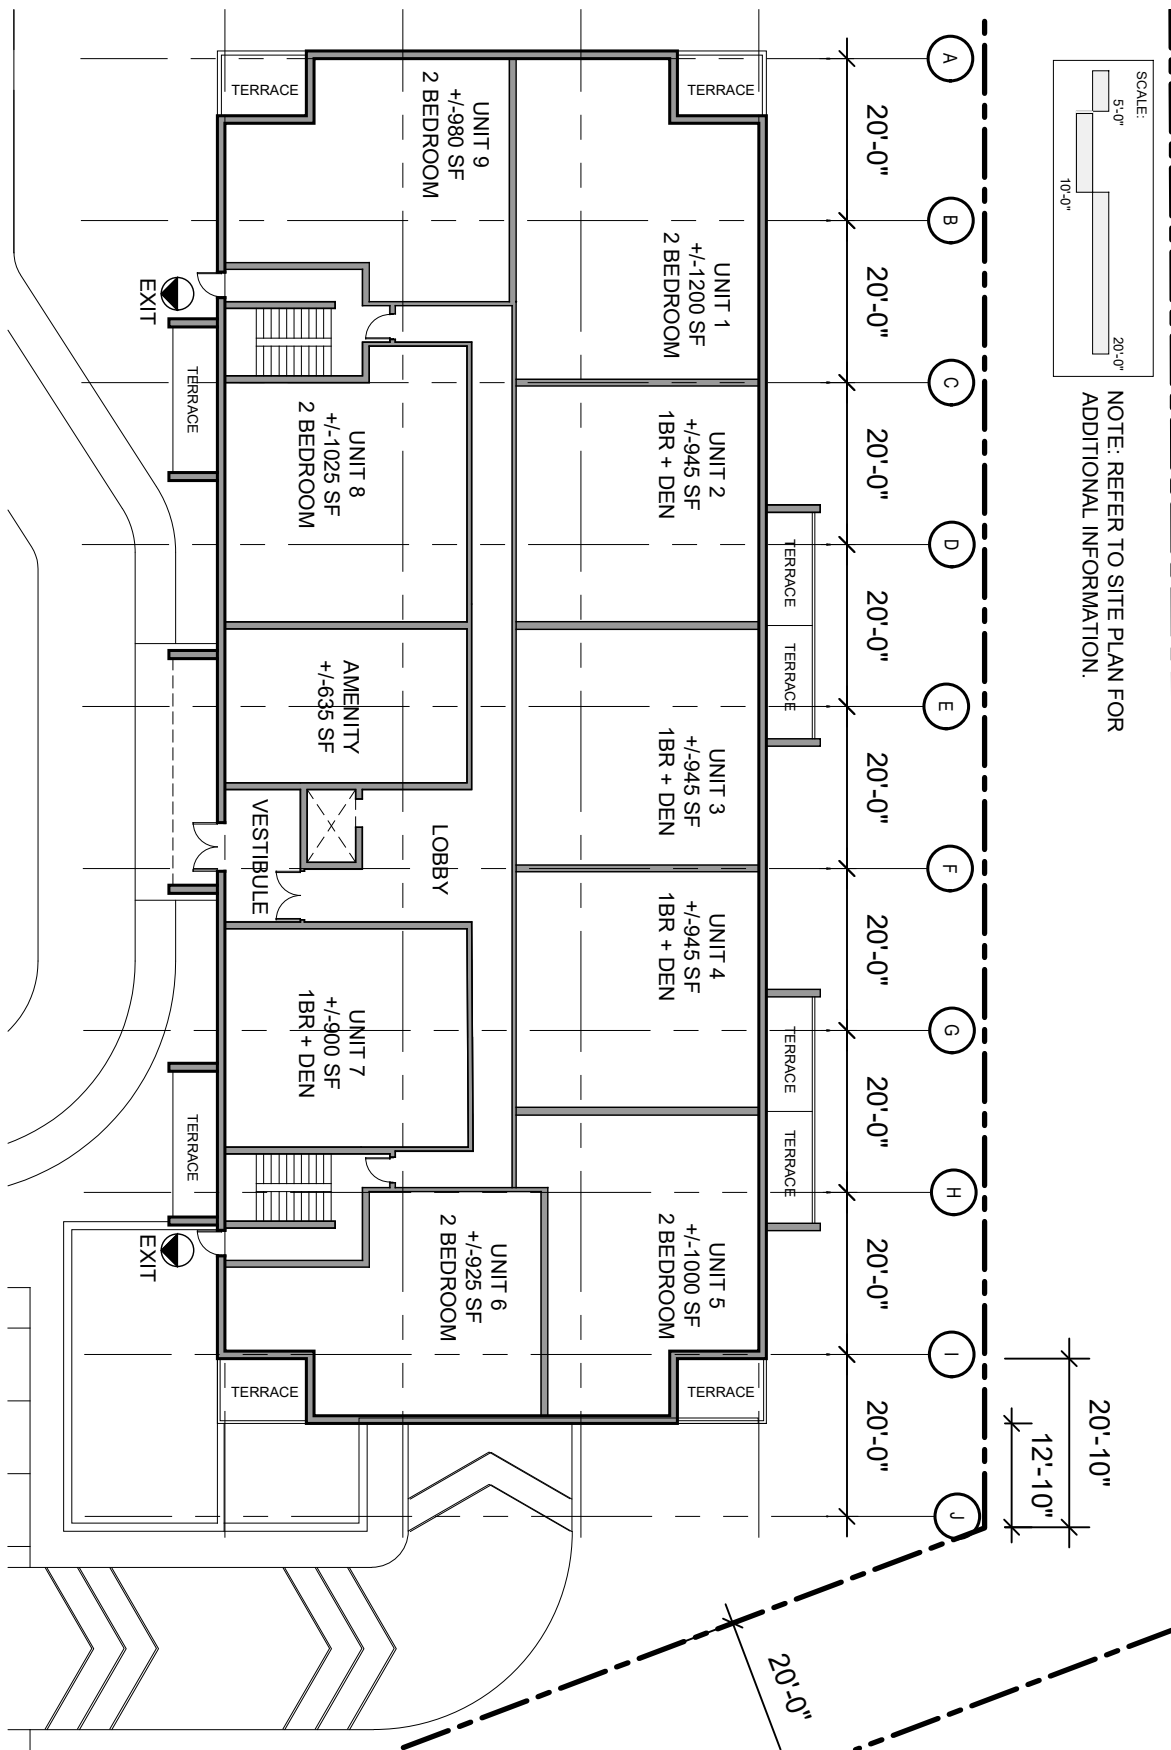 SCALE:
5'-0"
10'-0"
20'-0"
NOTE: REFER TO SITE PLAN FOR
ADDITIONAL INFORMATION.
A
B
C
D
E
F
G
H
I
J
20'-0"
20'-0"
20'-0"
20'-0"
20'-0"
20'-0"
20'-0"
20'-0"
20'-0"
20'-10"
12'-10"
20'-0"
TERRACE
TERRACE
TERRACE
TERRACE
TERRACE
TERRACE
UNIT 1
+/-1200 SF
2 BEDROOM
UNIT 2
+/-945 SF
1BR + DEN
UNIT 3
+/-945 SF
1BR + DEN
UNIT 4
+/-945 SF
1BR + DEN
UNIT 5
+/-1000 SF
2 BEDROOM
UNIT 9
+/-980 SF
2 BEDROOM
UNIT 8
+/-1025 SF
2 BEDROOM
AMENITY
+/-635 SF
LOBBY
VESTIBULE
UNIT 7
+/-900 SF
1BR + DEN
UNIT 6
+/-925 SF
2 BEDROOM
TERRACE
EXIT
TERRACE
TERRACE
EXIT
TERRACE